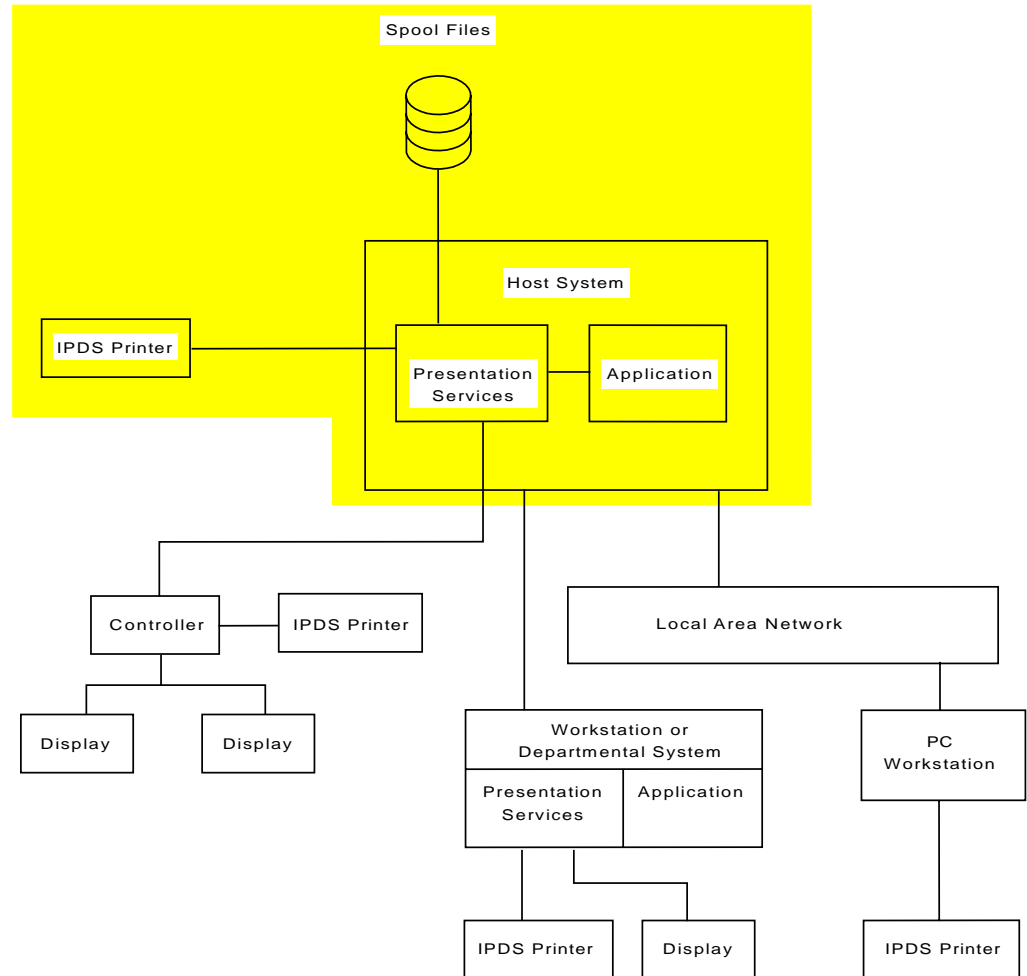 Spool Files
Host System
IPDS Printer
Presentation
Services
Application
Controller
IPDS Printer
Local Area Network
Display
Display
Workstation or
Departmental System
Presentation
Services
Application
PC
Workstation
IPDS Printer
Display
IPDS Printer